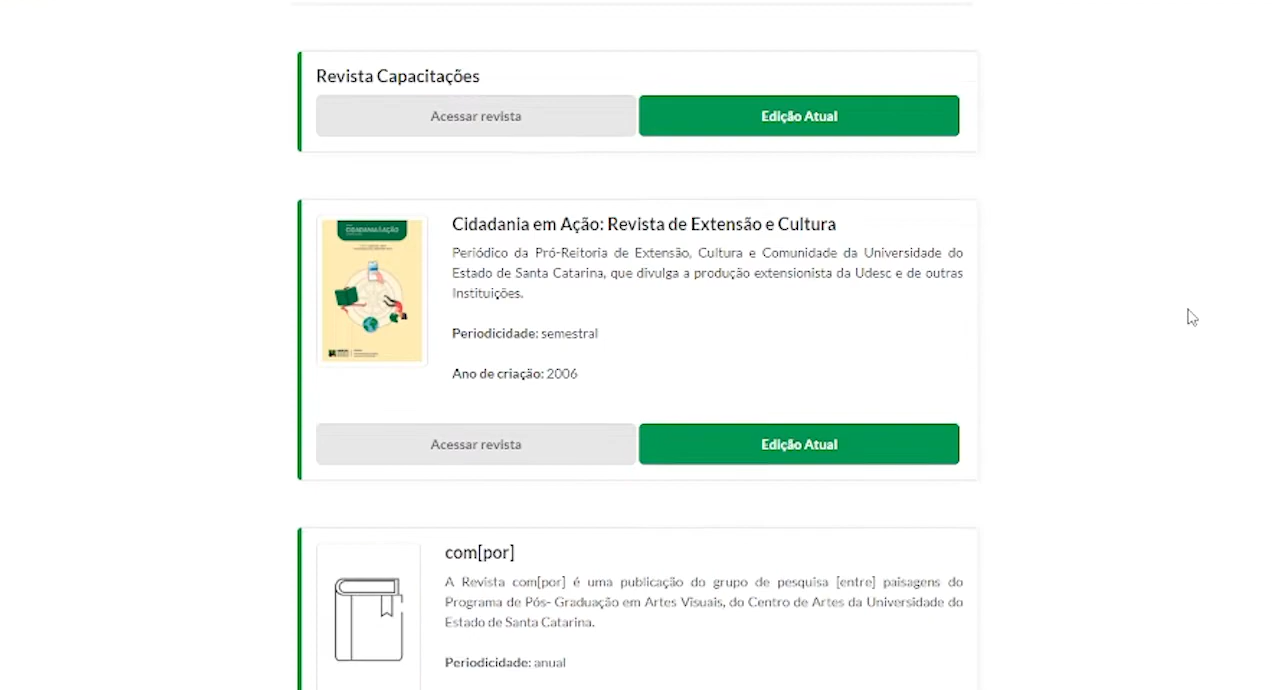 Revista Capacitações
Acessar revista
Edição Atual
CIDADANIA EM AÇÃO
Cidadania em Ação: Revista de Extensão e Cultura
Periódico da Pró-Reitoria de Extensão, Cultura e Comunidade da Universidade do
Estado de Santa Catarina, que divulga a produção extensionista da Udesc e de outras
Instituições.
Periodicidade: semestral
Ano de criação: 2006
Acessar revista
Edição Atual
com[por]
A Revista com[por] é uma publicação do grupo de pesquisa [entre] paisagens do
Programa de Pós- Graduação em Artes Visuais, do Centro de Artes da Universidade do
Estado de Santa Catarina.
Periodicidade: anual